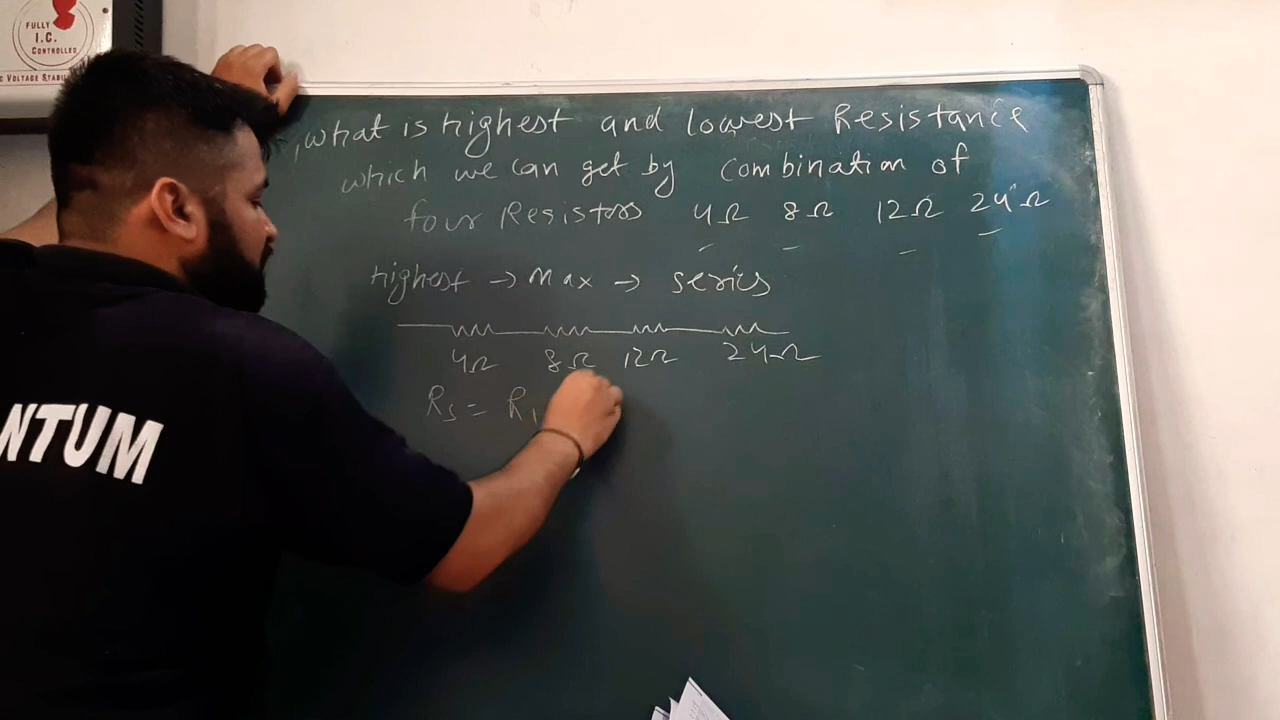 FULLY
I.C.
CONTROLLED
C VOLTAGE STABI
what is highest and lowest Resistance
which we can get by combination of
four Resistors 4Ω 8Ω 12Ω 24Ω
highest → Max → series
4Ω 8Ω 12Ω 24Ω
Rs = R1
NTUM